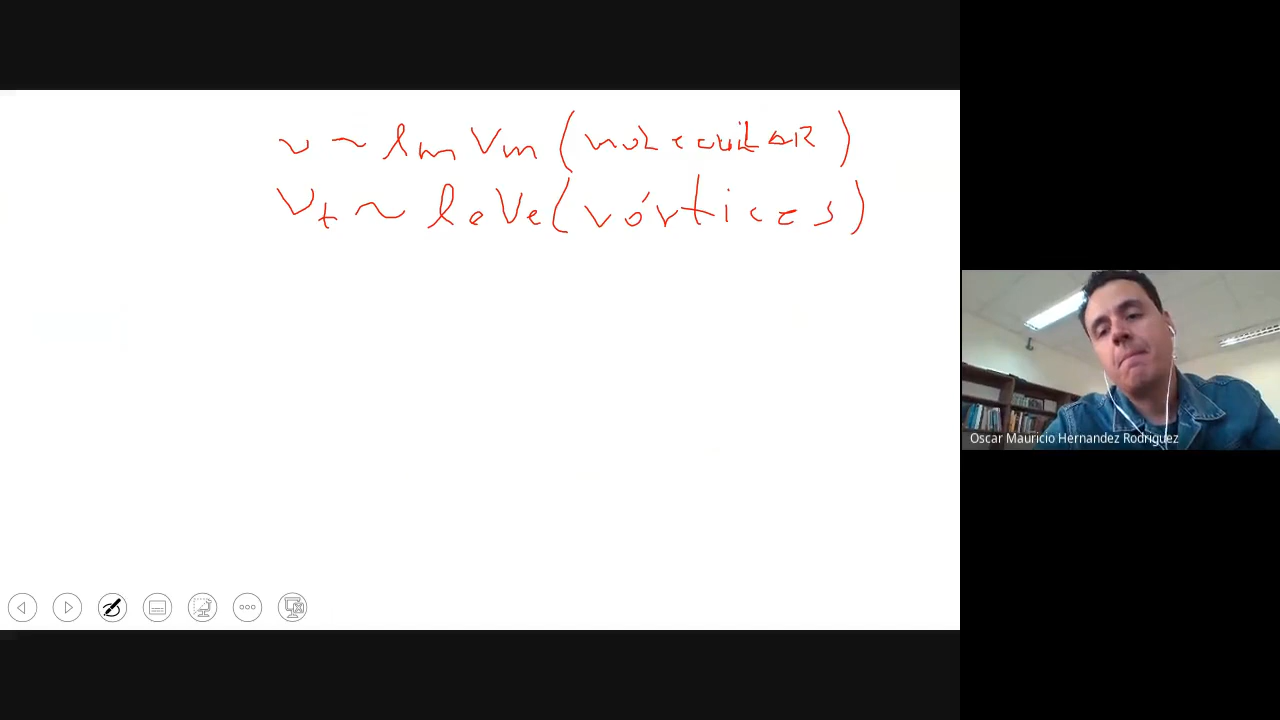 ν ~ lm Vm (molecular)
νt ~ le Ve (vórtices)
Oscar Mauricio Hernandez Rodriguez